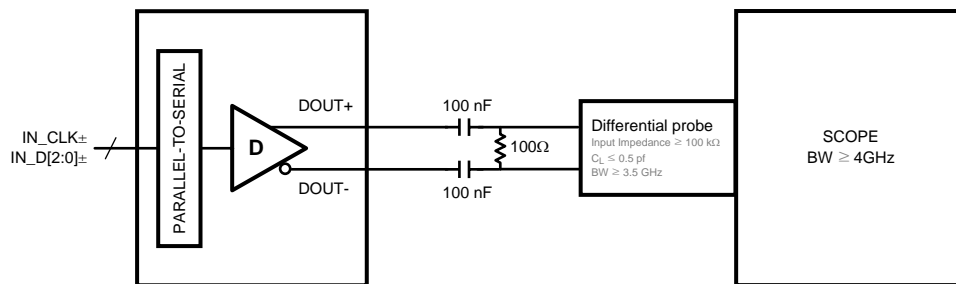 IN_CLK±
IN_D[2:0]±
PARALLEL-TO-SERIAL
D
DOUT+
DOUT-
100 nF
100Ω
100 nF
Differential probe
Input Impedance ≥ 100 kΩ
C_L ≤ 0.5 pf
BW ≥ 3.5 GHz
SCOPE
BW ≥ 4GHz